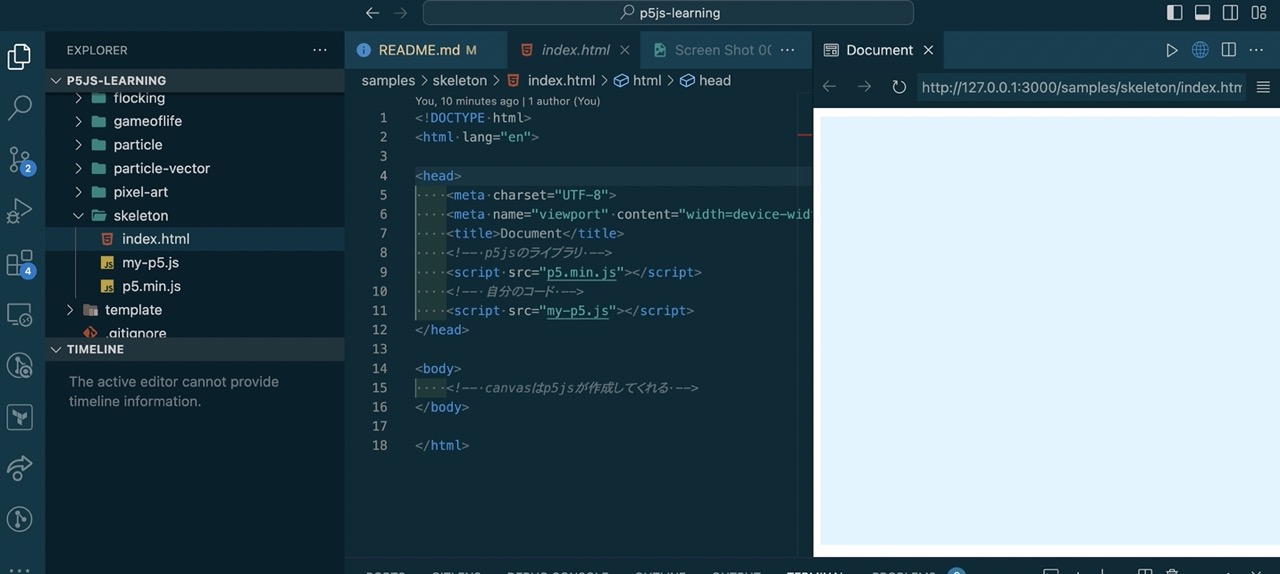 p5js-learning
EXPLORER
P5JS-LEARNING
flocking
gameoflife
particle
particle-vector
pixel-art
skeleton
index.html
my-p5.js
p5.min.js
template
.gitignore
TIMELINE
The active editor cannot provide
timeline information.
2
4
README.md M
index.html
Screen Shot
samples > skeleton > index.html > html > head
You, 10 minutes ago | 1 author (You)
1 <!DOCTYPE html>
2 <html lang="en">
3
4 <head>
5 <meta charset="UTF-8">
6 <meta name="viewport" content="width=device-wid
7 <title>Document</title>
8 <!-- p5jsのライブラリ -->
9 <script src="p5.min.js"></script>
10 <!-- 自分のコード -->
11 <script src="my-p5.js"></script>
12 </head>
13
14 <body>
15 <!-- canvasはp5jsが作成してくれる -->
16 </body>
17
18 </html>
Document
http://127.0.0.1:3000/samples/skeleton/index.htm
PORTS GITLENS DEBUG CONSOLE OUTLINE OUTPUT TERMINAL PROBLEMS